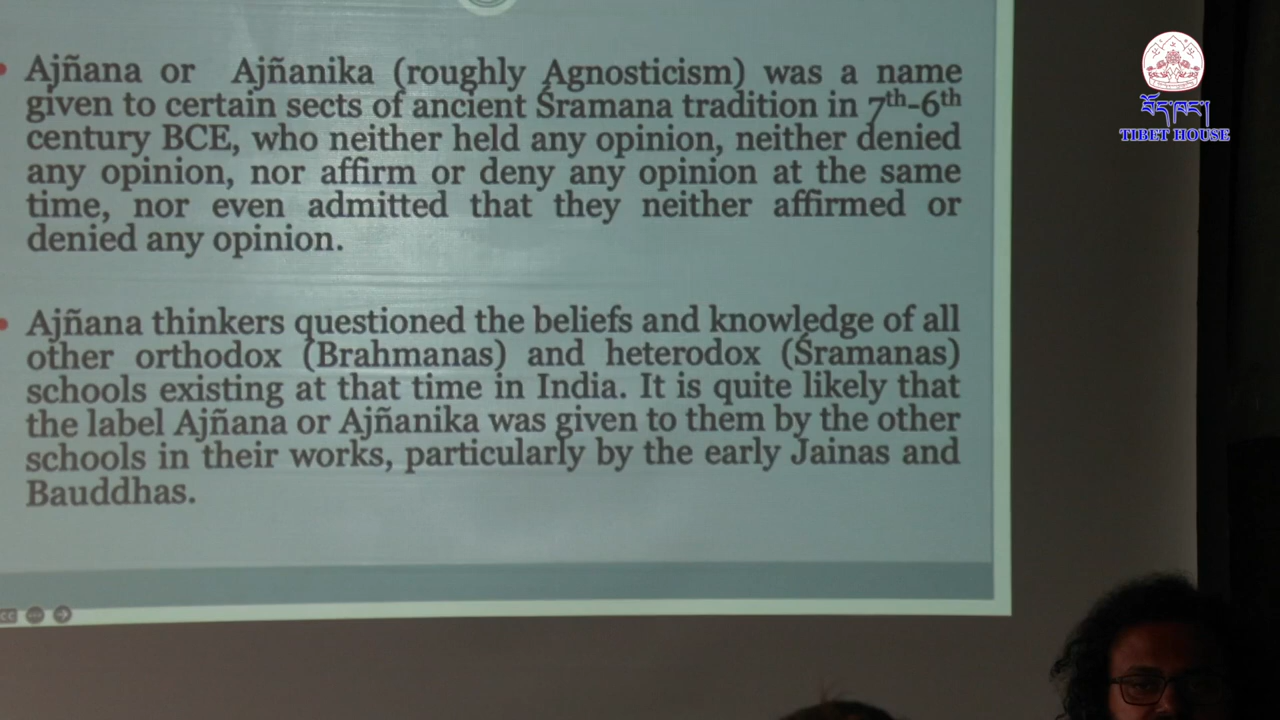 Ajñana or Ajñanika (roughly Agnosticism) was a name
given to certain sects of ancient Śramana tradition in 7th-6th
century BCE, who neither held any opinion, neither denied
any opinion, nor affirm or deny any opinion at the same
time, nor even admitted that they neither affirmed or
denied any opinion.
Ajñana thinkers questioned the beliefs and knowledge of all
other orthodox (Brahmanas) and heterodox (Śramanas)
schools existing at that time in India. It is quite likely that
the label Ajñana or Ajñanika was given to them by the other
schools in their works, particularly by the early Jainas and
Bauddhas.
བོད་ཁང་།
TIBET HOUSE